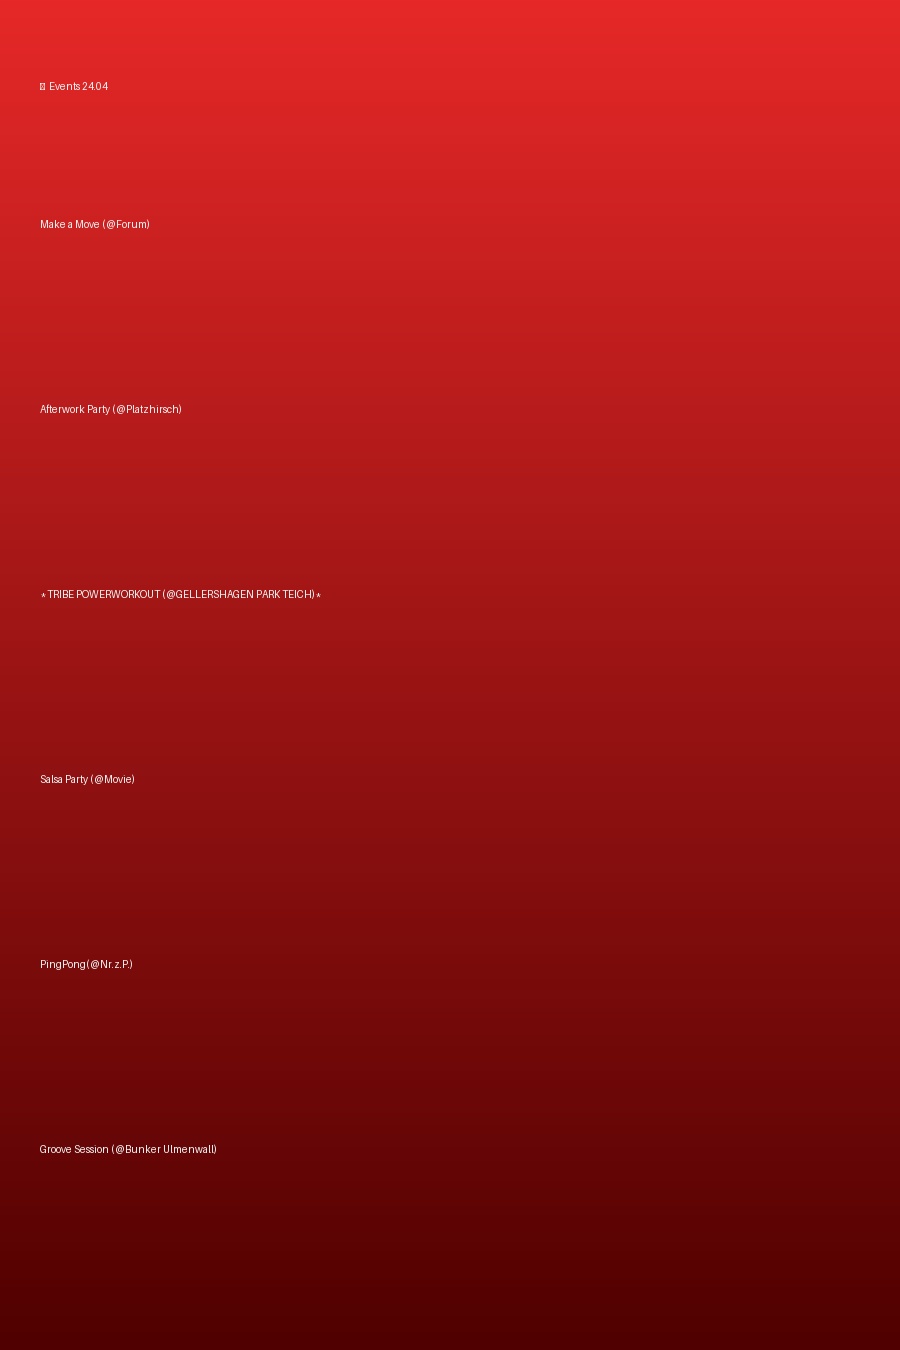 Events 24.04
Make a Move (@Forum)
Afterwork Party (@Platzhirsch)
*TRIBE POWERWORKOUT (@GELLERSHAGEN PARK TEICH)*
Salsa Party (@Movie)
PingPong(@Nr.z.P.)
Groove Session (@Bunker Ulmenwall)